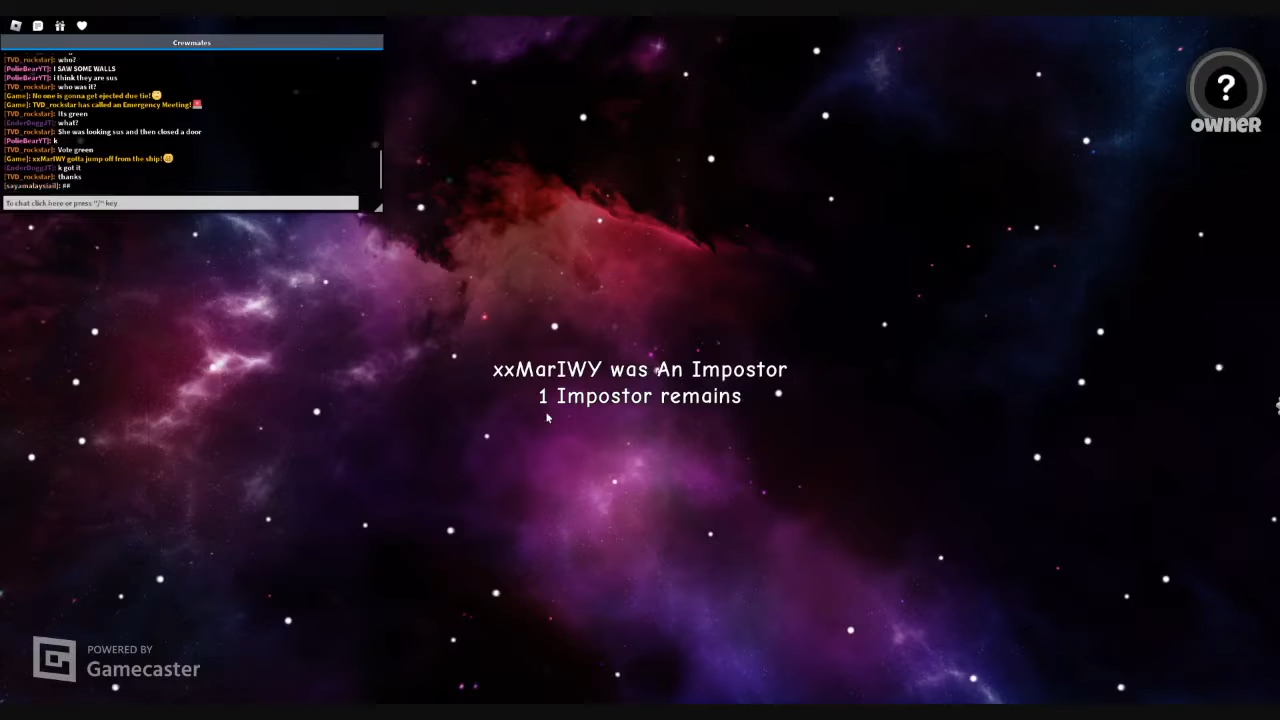 Crewmates
[TVD_rockstar]: who?
[PolieBearYT]: I SAW SOME WALLS
[PolieBearYT]: i think they are sus
[TVD_rockstar]: who was it?
[Game]: No one is gonna get ejected due tie!
[Game]: TVD_rockstar has called an Emergency Meeting!
[TVD_rockstar]: Its green
[EnderDoggJT]: what?
[TVD_rockstar]: She was looking sus and then closed a door
[PolieBearYT]: k
[TVD_rockstar]: Vote green
[Game]: xxMarIWY gotta jump off from the ship!
[EnderDoggJT]: k got it
[TVD_rockstar]: thanks
[sayamalaysiail]: ##
To chat click here or press "/" key
?
OWNER
xxMarIWY was An Impostor
1 Impostor remains
POWERED BY
Gamecaster